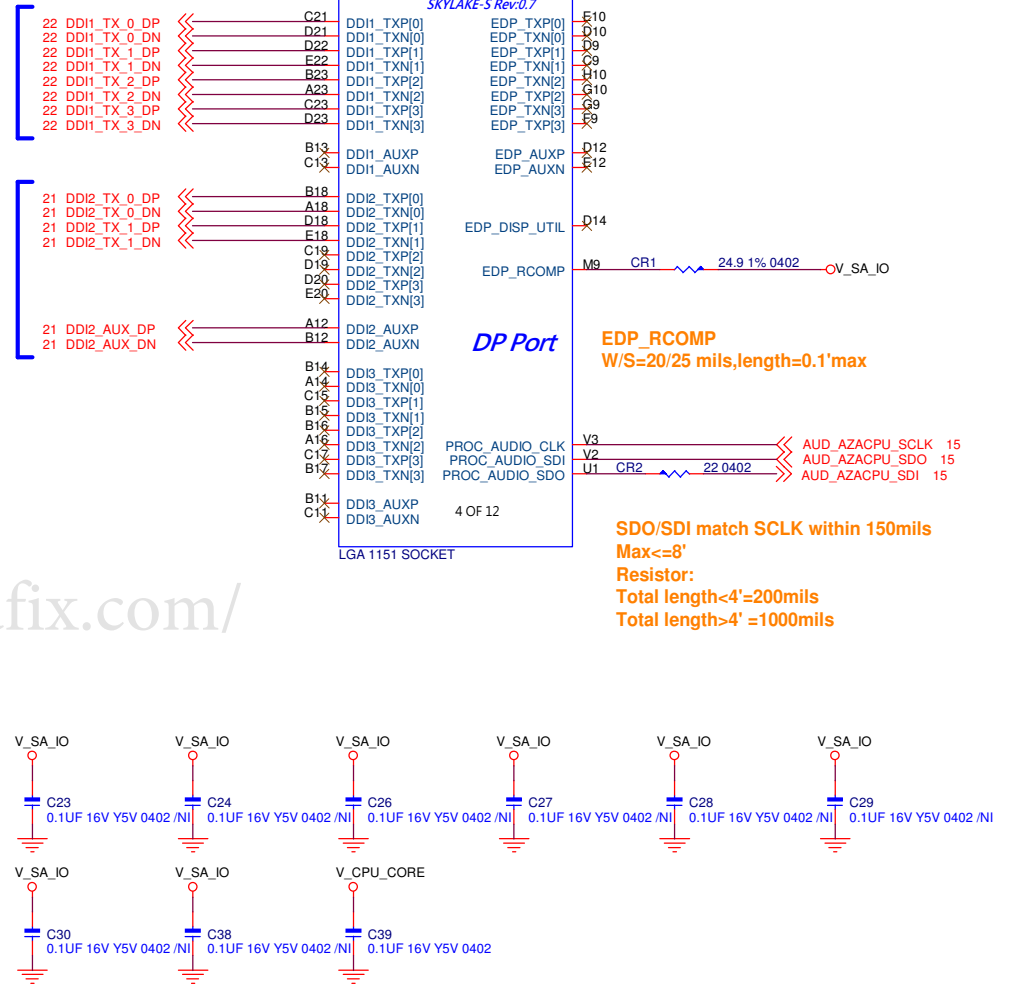 SKYLAKE-S Rev:0.7
22 DDI1_TX_0_DP C21 DDI1_TXP[0] EDP_TXP[0] E10
22 DDI1_TX_0_DN D21 DDI1_TXN[0] EDP_TXN[0] D10
22 DDI1_TX_1_DP D22 DDI1_TXP[1] EDP_TXP[1] D9
22 DDI1_TX_1_DN E22 DDI1_TXN[1] EDP_TXN[1] C9
22 DDI1_TX_2_DP B23 DDI1_TXP[2] EDP_TXN[2] H10
22 DDI1_TX_2_DN A23 DDI1_TXN[2] EDP_TXP[2] G10
22 DDI1_TX_3_DP C23 DDI1_TXP[3] EDP_TXN[3] G9
22 DDI1_TX_3_DN D23 DDI1_TXN[3] EDP_TXP[3] F9
B13 DDI1_AUXP EDP_AUXP D12
C13 DDI1_AUXN EDP_AUXN E12
21 DDI2_TX_0_DP B18 DDI2_TXP[0]
21 DDI2_TX_0_DN A18 DDI2_TXN[0]
21 DDI2_TX_1_DP D18 DDI2_TXP[1] EDP_DISP_UTIL D14
21 DDI2_TX_1_DN E18 DDI2_TXN[1]
C19 DDI2_TXP[2]
D19 DDI2_TXN[2] EDP_RCOMP M9 CR1 24.9 1% 0402 V_SA_IO
D20 DDI2_TXP[3]
E20 DDI2_TXN[3]
21 DDI2_AUX_DP A12 DDI2_AUXP
21 DDI2_AUX_DN B12 DDI2_AUXN
DP Port
EDP_RCOMP
W/S=20/25 mils,length=0.1'max
B14 DDI3_TXP[0]
A14 DDI3_TXN[0]
C15 DDI3_TXP[1]
B15 DDI3_TXN[1]
B16 DDI3_TXP[2]
A16 DDI3_TXN[2] PROC_AUDIO_CLK V3 AUD_AZACPU_SCLK 15
C17 DDI3_TXP[3] PROC_AUDIO_SDI V2 AUD_AZACPU_SDO 15
B17 DDI3_TXN[3] PROC_AUDIO_SDO U1 CR2 22 0402 AUD_AZACPU_SDI 15
B11 DDI3_AUXP
C11 DDI3_AUXN
4 OF 12
LGA 1151 SOCKET
SDO/SDI match SCLK within 150mils
Max<=8'
Resistor:
Total length<4'=200mils
Total length>4' =1000mils
fix.com/
V_SA_IO V_SA_IO V_SA_IO V_SA_IO V_SA_IO V_SA_IO
C23 C24 C26 C27 C28 C29
0.1UF 16V Y5V 0402 /NI 0.1UF 16V Y5V 0402 /NI 0.1UF 16V Y5V 0402 /NI 0.1UF 16V Y5V 0402 /NI 0.1UF 16V Y5V 0402 /NI 0.1UF 16V Y5V 0402 /NI
V_SA_IO V_SA_IO V_CPU_CORE
C30 C38 C39
0.1UF 16V Y5V 0402 /NI 0.1UF 16V Y5V 0402 /NI 0.1UF 16V Y5V 0402